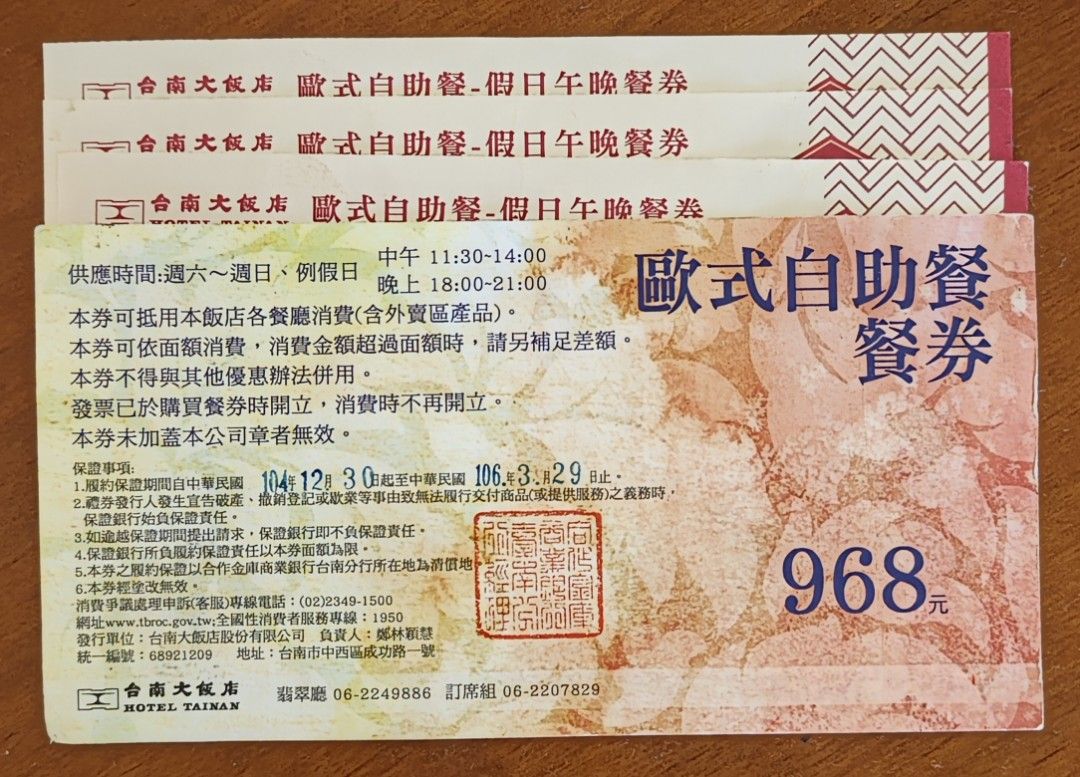 台南大飯店 歐式自助餐-假日午晚餐券
台南大飯店 歐式自助餐-假日午晚餐券
台南大飯店 歐式自助餐-假日午晚餐券
HOTEL TAINAN
歐式自助餐
餐券
供應時間:週六～週日、例假日
中午 11:30~14:00
晚上 18:00~21:00
本券可抵用本飯店各餐廳消費(含外賣區產品)。
本券可依面額消費，消費金額超過面額時，請另補足差額。
本券不得與其他優惠辦法併用。
發票已於購買餐券時開立，消費時不再開立。
本券未加蓋本公司章者無效。
保證事項:
1.履約保證期間自中華民國 104年12月30日起至中華民國 106年3月29日止。
2.禮券發行人發生宣告破產、撤銷登記或歇業等事由致無法履行交付商品(或提供服務)之義務時，
保證銀行始負保證責任。
3.如逾越保證期間提出請求，保證銀行即不負保證責任。
4.保證銀行所負履約保證責任以本券面額為限。
5.本券之履約保證以合作金庫商業銀行台南分行所在地為清償地。
6.本券經塗改無效。
消費爭議處理申訴(客服)專線電話：(02)2349-1500
網址www.tbroc.gov.tw;全國性消費者服務專線：1950
發行單位：台南大飯店股份有限公司 負責人：鄭林穎慧
統一編號：68921209 地址：台南市中西區成功路一號
968元
台南大飯店
HOTEL TAINAN
翡翠廳 06-2249886 訂席組 06-2207829